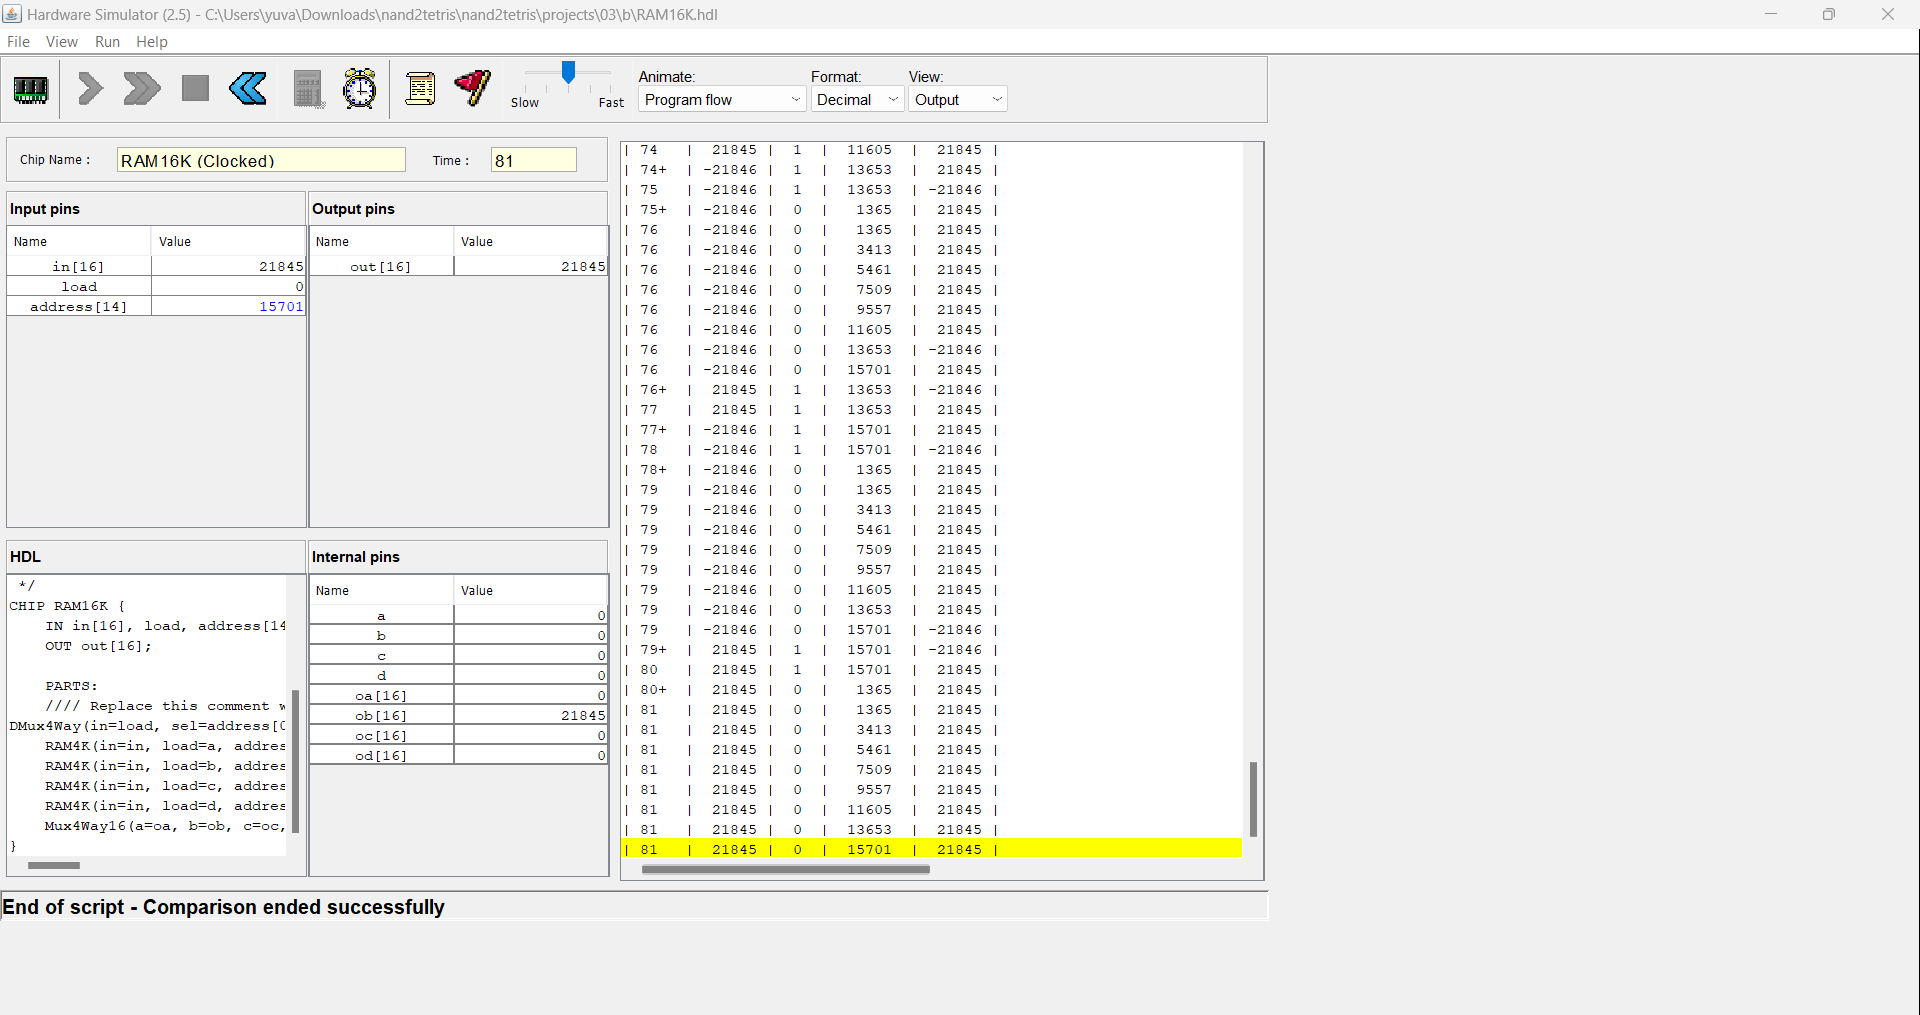 Hardware Simulator (2.5) - C:\Users\yuva\Downloads\nand2tetris\nand2tetris\projects\03\b\RAM16K.hdl
File View Run Help
Animate: Format: View:
Slow Fast Program flow Decimal Output
Chip Name : RAM16K (Clocked) Time : 81
Input pins
Name Value
in[16] 21845
load 0
address[14] 15701
Output pins
Name Value
out[16] 21845
HDL
*/
CHIP RAM16K {
IN in[16], load, address[14
OUT out[16];
PARTS:
//// Replace this comment w
DMux4Way(in=load, sel=address[0
RAM4K(in=in, load=a, addres
RAM4K(in=in, load=b, addres
RAM4K(in=in, load=c, addres
RAM4K(in=in, load=d, addres
Mux4Way16(a=oa, b=ob, c=oc,
}
Internal pins
Name Value
a 0
b 0
c 0
d 0
oa[16] 0
ob[16] 21845
oc[16] 0
od[16] 0
| 74 | 21845 | 1 | 11605 | 21845 |
| 74+ | -21846 | 1 | 13653 | 21845 |
| 75 | -21846 | 1 | 13653 | -21846 |
| 75+ | -21846 | 0 | 1365 | 21845 |
| 76 | -21846 | 0 | 1365 | 21845 |
| 76 | -21846 | 0 | 3413 | 21845 |
| 76 | -21846 | 0 | 5461 | 21845 |
| 76 | -21846 | 0 | 7509 | 21845 |
| 76 | -21846 | 0 | 9557 | 21845 |
| 76 | -21846 | 0 | 11605 | 21845 |
| 76 | -21846 | 0 | 13653 | -21846 |
| 76 | -21846 | 0 | 15701 | 21845 |
| 76+ | 21845 | 1 | 13653 | -21846 |
| 77 | 21845 | 1 | 13653 | 21845 |
| 77+ | -21846 | 1 | 15701 | 21845 |
| 78 | -21846 | 1 | 15701 | -21846 |
| 78+ | -21846 | 0 | 1365 | 21845 |
| 79 | -21846 | 0 | 1365 | 21845 |
| 79 | -21846 | 0 | 3413 | 21845 |
| 79 | -21846 | 0 | 5461 | 21845 |
| 79 | -21846 | 0 | 7509 | 21845 |
| 79 | -21846 | 0 | 9557 | 21845 |
| 79 | -21846 | 0 | 11605 | 21845 |
| 79 | -21846 | 0 | 13653 | 21845 |
| 79 | -21846 | 0 | 15701 | -21846 |
| 79+ | 21845 | 1 | 15701 | -21846 |
| 80 | 21845 | 1 | 15701 | 21845 |
| 80+ | 21845 | 0 | 1365 | 21845 |
| 81 | 21845 | 0 | 1365 | 21845 |
| 81 | 21845 | 0 | 3413 | 21845 |
| 81 | 21845 | 0 | 5461 | 21845 |
| 81 | 21845 | 0 | 7509 | 21845 |
| 81 | 21845 | 0 | 9557 | 21845 |
| 81 | 21845 | 0 | 11605 | 21845 |
| 81 | 21845 | 0 | 13653 | 21845 |
| 81 | 21845 | 0 | 15701 | 21845 |
End of script - Comparison ended successfully